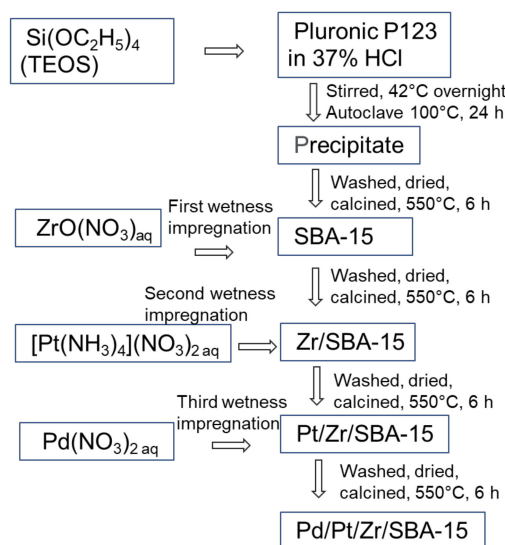 Si(OC₂H₅)₄
(TEOS)
Pluronic P123
in 37% HCl
Stirred, 42°C overnight
Autoclave 100°C, 24 h
Precipitate
Washed, dried,
calcined, 550°C, 6 h
First wetness
impregnation
ZrO(NO₃)aq
SBA-15
Washed, dried,
calcined, 550°C, 6 h
Second wetness
impregnation
[Pt(NH₃)₄](NO₃)₂ aq
Zr/SBA-15
Washed, dried,
calcined, 550°C, 6 h
Third wetness
impregnation
Pd(NO₃)₂ aq
Pt/Zr/SBA-15
Washed, dried,
calcined, 550°C, 6 h
Pd/Pt/Zr/SBA-15